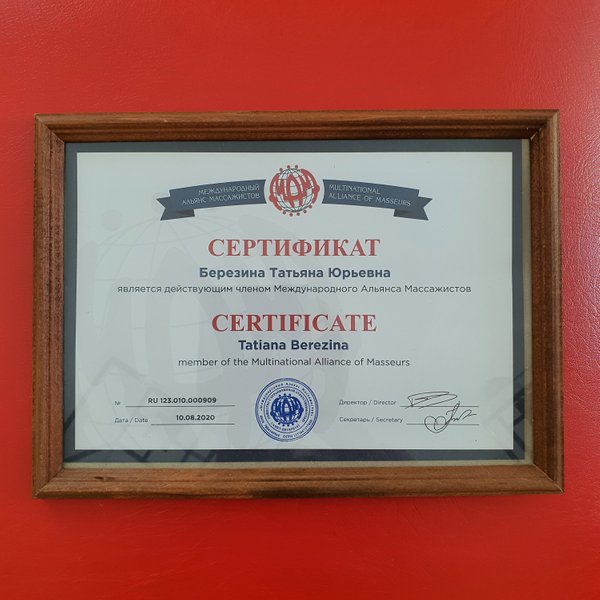 МЕЖДУНАРОДНЫЙ
АЛЬЯНС МАССАЖИСТОВ
MULTINATIONAL
ALLIANCE OF MASSEURS
СЕРТИФИКАТ
Березина Татьяна Юрьевна
является действующим членом Международного Альянса Массажистов
CERTIFICATE
Tatiana Berezina
member of the Multinational Alliance of Masseurs
№ RU 123.010.000909
Дата / Date 10.08.2020
Директор / Director
Секретарь / Secretary